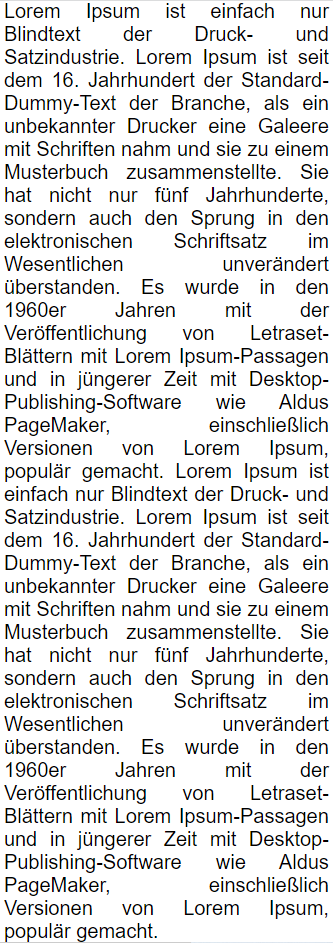 Lorem Ipsum ist einfach nur
Blindtext der Druck- und
Satzindustrie. Lorem Ipsum ist seit
dem 16. Jahrhundert der Standard-
Dummy-Text der Branche, als ein
unbekannter Drucker eine Galeere
mit Schriften nahm und sie zu einem
Musterbuch zusammenstellte. Sie
hat nicht nur fünf Jahrhunderte,
sondern auch den Sprung in den
elektronischen Schriftsatz im
Wesentlichen unverändert
überstanden. Es wurde in den
1960er Jahren mit der
Veröffentlichung von Letraset-
Blättern mit Lorem Ipsum-Passagen
und in jüngerer Zeit mit Desktop-
Publishing-Software wie Aldus
PageMaker, einschließlich
Versionen von Lorem Ipsum,
populär gemacht. Lorem Ipsum ist
einfach nur Blindtext der Druck- und
Satzindustrie. Lorem Ipsum ist seit
dem 16. Jahrhundert der Standard-
Dummy-Text der Branche, als ein
unbekannter Drucker eine Galeere
mit Schriften nahm und sie zu einem
Musterbuch zusammenstellte. Sie
hat nicht nur fünf Jahrhunderte,
sondern auch den Sprung in den
elektronischen Schriftsatz im
Wesentlichen unverändert
überstanden. Es wurde in den
1960er Jahren mit der
Veröffentlichung von Letraset-
Blättern mit Lorem Ipsum-Passagen
und in jüngerer Zeit mit Desktop-
Publishing-Software wie Aldus
PageMaker, einschließlich
Versionen von Lorem Ipsum,
populär gemacht.